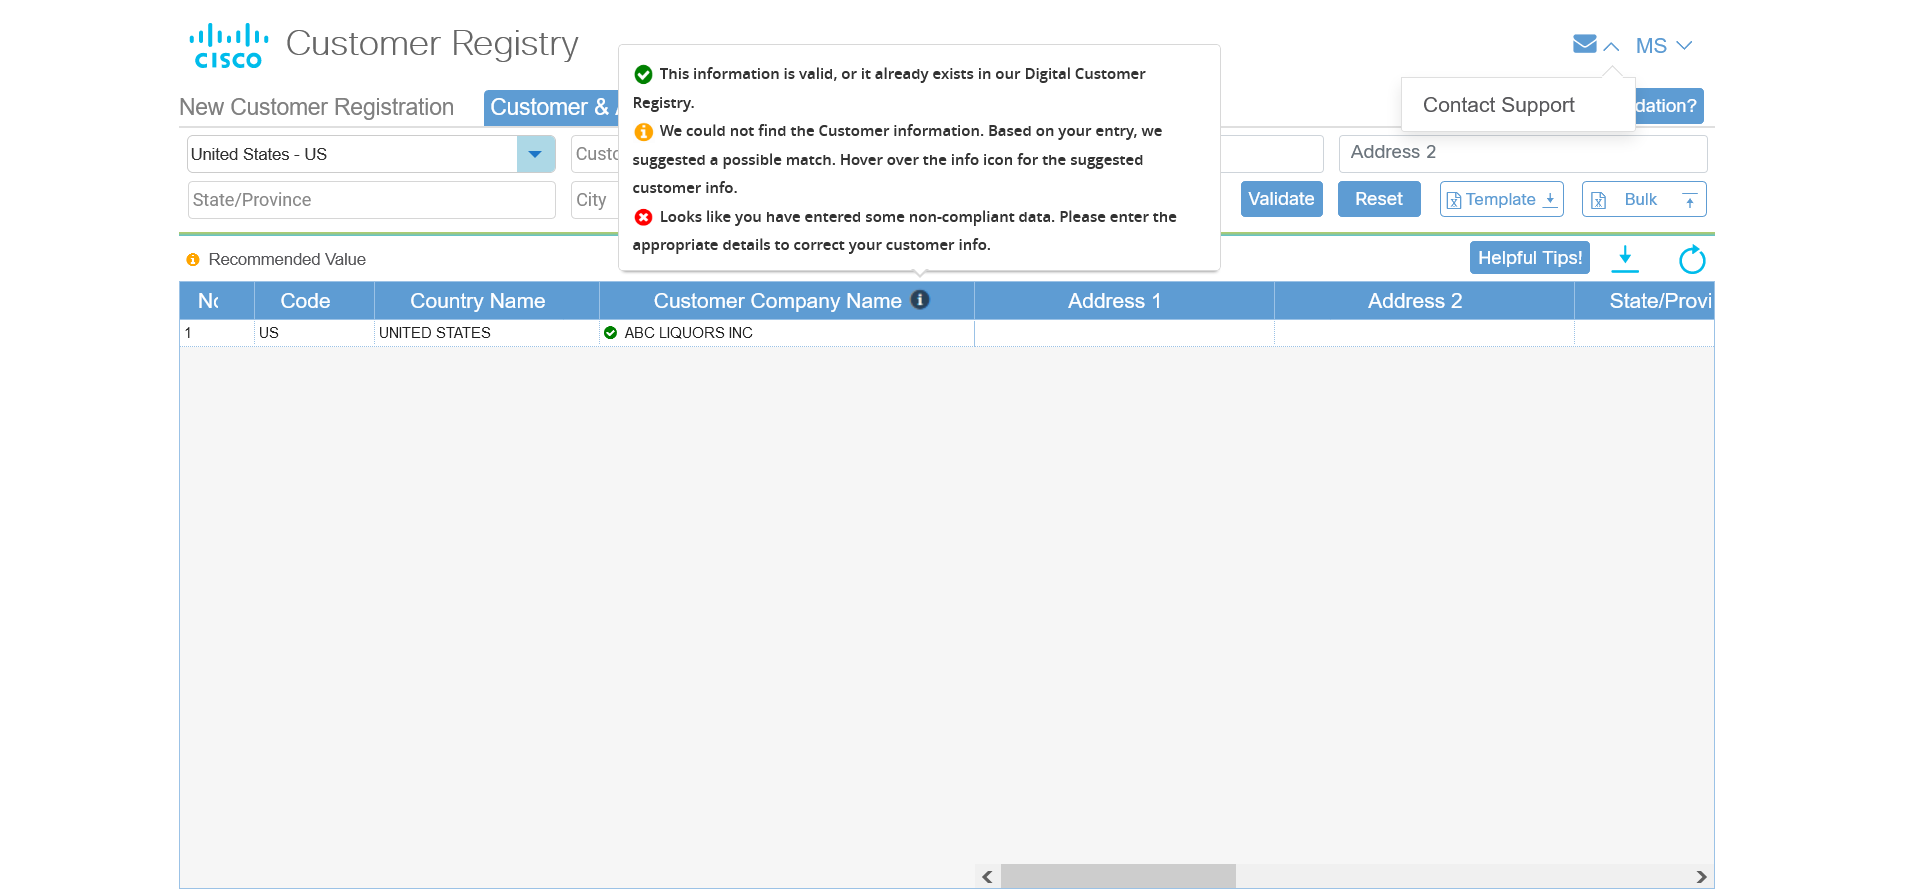 CISCO Customer Registry
MS
Contact Support
New Customer Registration
Customer &
dation?
This information is valid, or it already exists in our Digital Customer
Registry.
We could not find the Customer information. Based on your entry, we
suggested a possible match. Hover over the info icon for the suggested
customer info.
Looks like you have entered some non-compliant data. Please enter the
appropriate details to correct your customer info.
United States - US
Custo
Address 2
State/Province
City
Validate
Reset
Template
Bulk
Recommended Value
Helpful Tips!
No Code Country Name Customer Company Name Address 1 Address 2 State/Provi
1 US UNITED STATES ABC LIQUORS INC